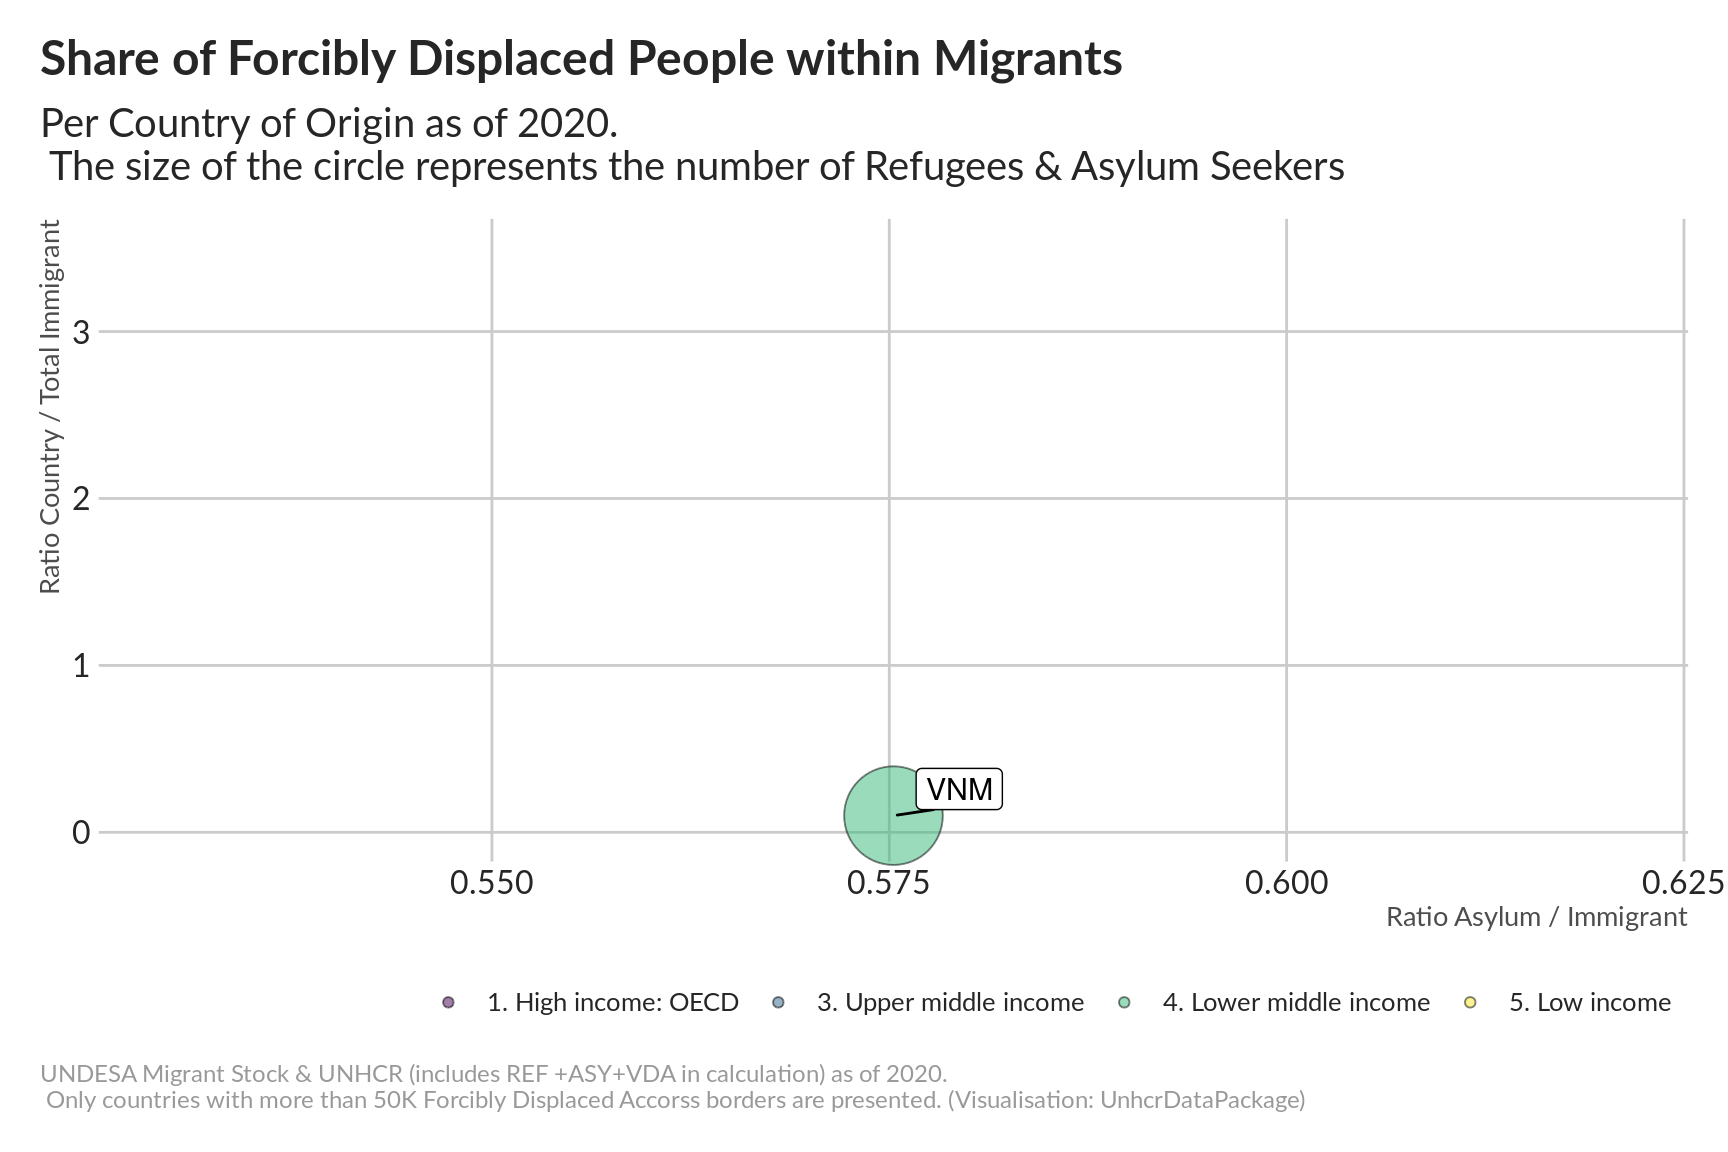 Share of Forcibly Displaced People within Migrants
Per Country of Origin as of 2020.
The size of the circle represents the number of Refugees & Asylum Seekers
Ratio Country / Total Immigrant
3
2
1
0
VNM
0.550
0.575
0.600
0.625
Ratio Asylum / Immigrant
1. High income: OECD
3. Upper middle income
4. Lower middle income
5. Low income
UNDESA Migrant Stock & UNHCR (includes REF +ASY+VDA in calculation) as of 2020.
Only countries with more than 50K Forcibly Displaced Accorss borders are presented. (Visualisation: UnhcrDataPackage)